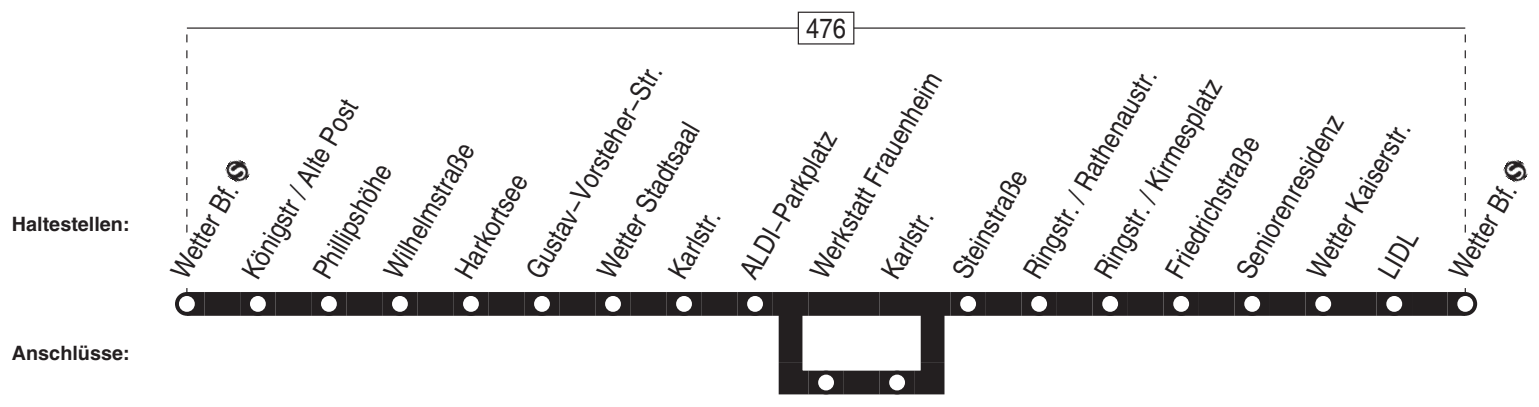 476
Haltestellen:
Wetter Bf. S
Königstr / Alte Post
Phillipshöhe
Wilhelmstraße
Harkortsee
Gustav-Vorsteher-Str.
Wetter Stadtsaal
Karlstr.
ALDI-Parkplatz
Werkstatt Frauenheim
Karlstr.
Steinstraße
Ringstr. / Rathenaustr.
Ringstr. / Kirmesplatz
Friedrichstraße
Seniorenresidenz
Wetter Kaiserstr.
LIDL
Wetter Bf. S
Anschlüsse: